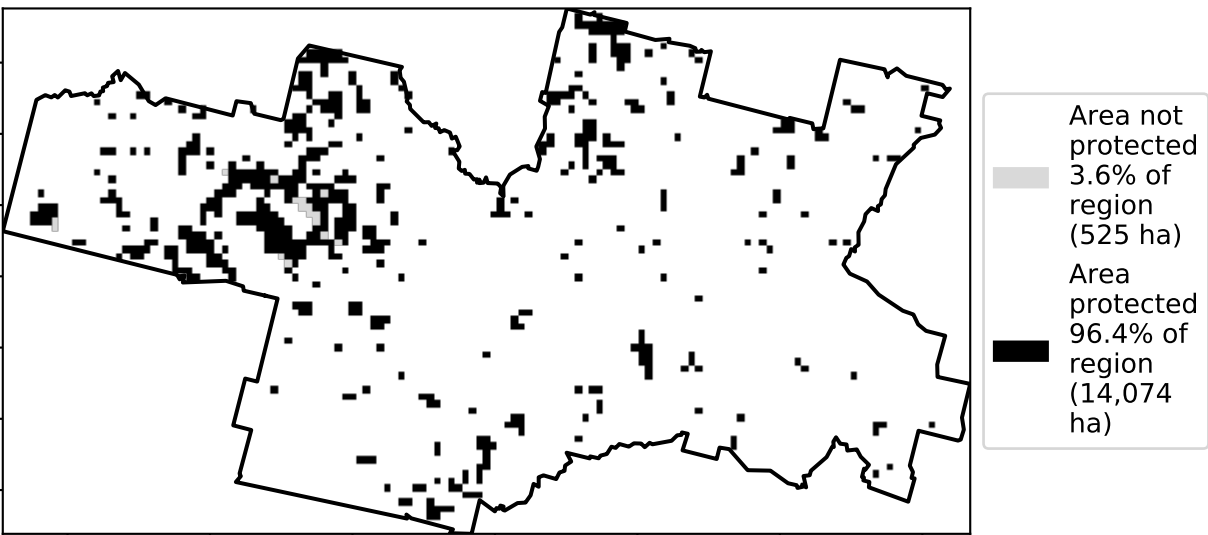 Area not
protected
3.6% of
region
(525 ha)
Area
protected
96.4% of
region
(14,074
ha)